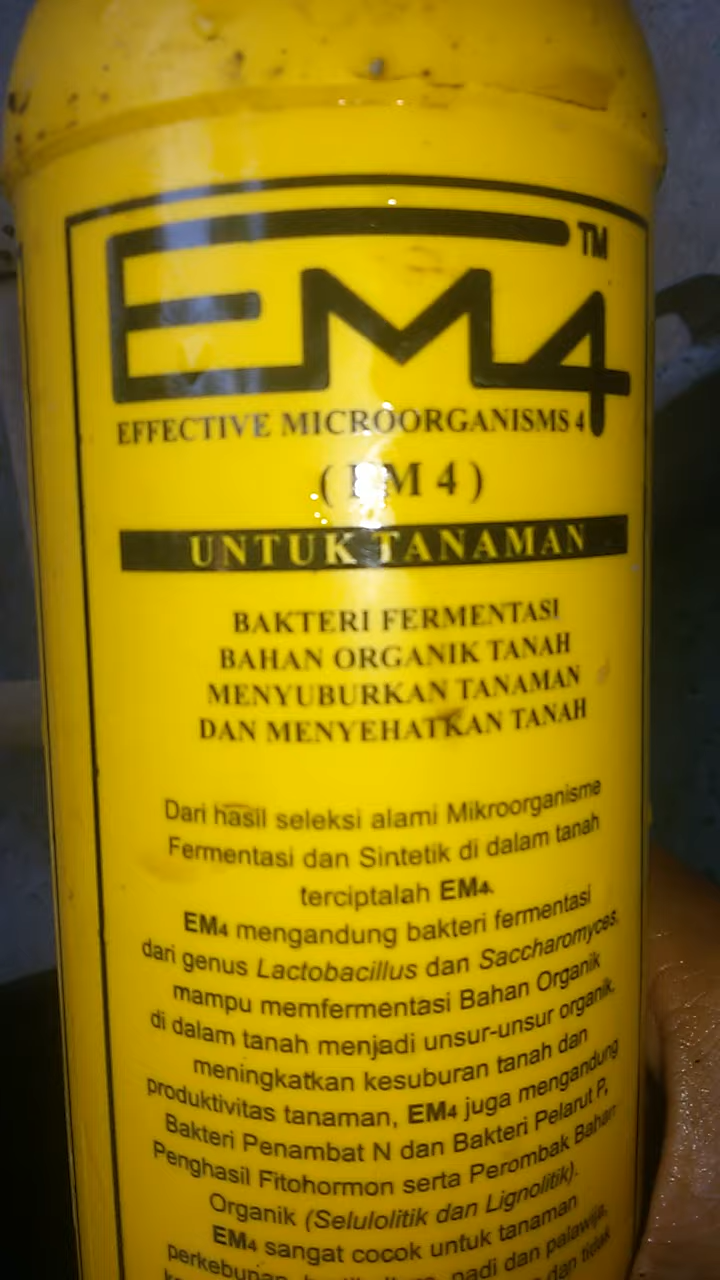 EM4 TM
EFFECTIVE MICROORGANISMS 4
(EM 4)
UNTUK TANAMAN
BAKTERI FERMENTASI
BAHAN ORGANIK TANAH
MENYUBURKAN TANAMAN
DAN MENYEHATKAN TANAH
Dari hasil seleksi alami Mikroorganisme
Fermentasi dan Sintetik di dalam tanah
terciptalah EM4.
EM4 mengandung bakteri fermentasi
dari genus Lactobacillus dan Saccharomyces,
mampu memfermentasi Bahan Organik
di dalam tanah menjadi unsur-unsur organik,
meningkatkan kesuburan tanah dan
produktivitas tanaman, EM4 juga mengandung
Bakteri Penambat N dan Bakteri Pelarut P,
Penghasil Fitohormon serta Perombak Bahan
Organik (Selulolitik dan Lignolitik).
EM4 sangat cocok untuk tanaman
perkebunan, padi dan palawija,
dan tidak